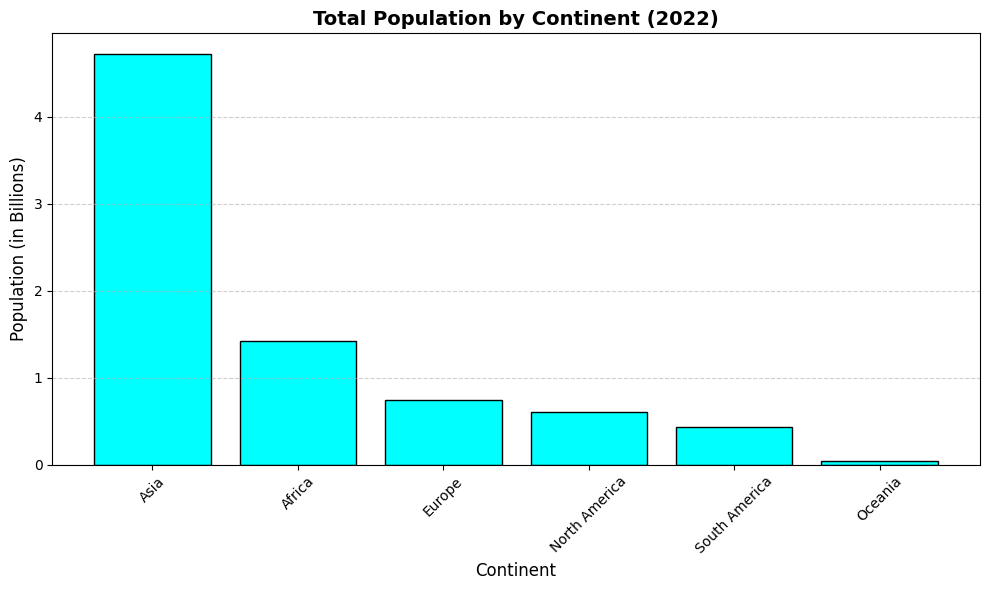 Total Population by Continent (2022)
Population (in Billions)
4
3
2
1
0
Asia
Africa
Europe
North America
South America
Oceania
Continent